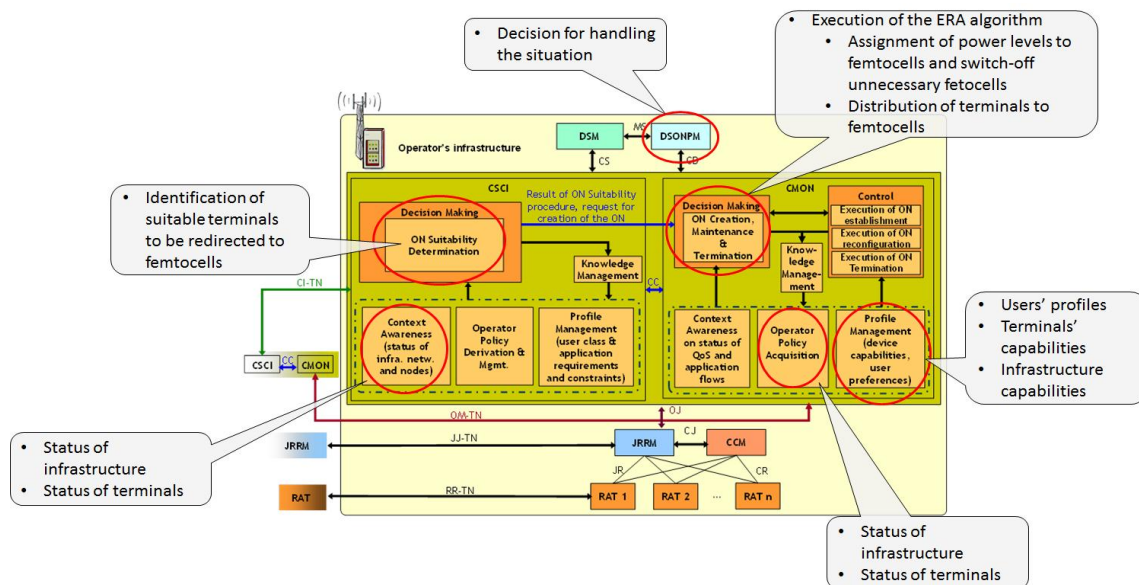 • Decision for handling
the situation
• Execution of the ERA algorithm
• Assignment of power levels to
femtocells and switch-off
unnecessary fetocells
• Distribution of terminals to
femtocells
Operator's infrastructure
DSM
MS
DSONPM
CS
CD
• Identification of
suitable terminals
to be redirected to
femtocells
CSCI
Decision Making
ON Suitability
Determination
Result of ON Suitability
procedure, request for
creation of the ON
Knowledge
Management
CC
CMON
Decision Making
ON Creation,
Maintenance
&
Termination
Control
Execution of ON
establishment
Execution of ON
reconfiguration
Execution of ON
Termination
Know-
ledge
Manage-
ment
CI-TN
Context
Awareness
(status of
infra. netw.
and nodes)
Operator
Policy
Derivation &
Mgmt.
Profile
Management
(user class &
application
requirements
and constraints)
Context
Awareness
on status of
QoS and
application
flows
Operator
Policy
Acquisition
Profile
Management
(device
capabilities,
user
preferences)
• Users' profiles
• Terminals'
capabilities
• Infrastructure
capabilities
CSCI
CC
CMON
OM-TN
OJ
• Status of
infrastructure
• Status of terminals
JRRM
JJ-TN
JRRM
CJ
CCM
JR
CR
RAT
RR-TN
RAT 1
RAT 2
...
RAT n
• Status of
infrastructure
• Status of terminals